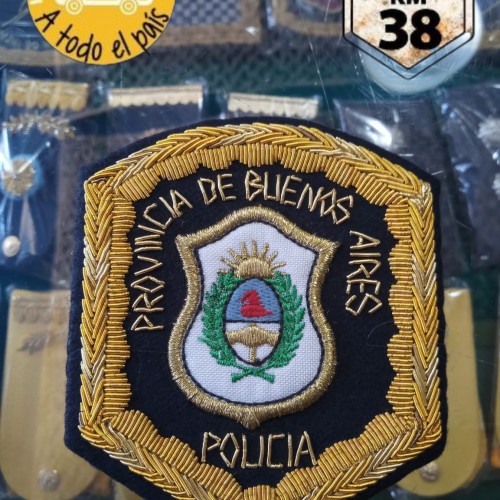 A todo el país
KM
38
PROVINCIA DE BUENOS AIRES
POLICIA